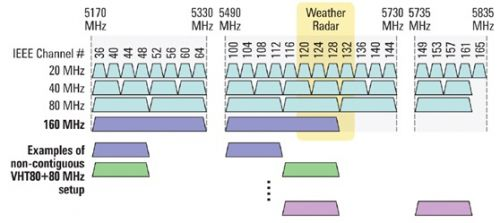 5170 MHz 5330 MHz 5490 MHz Weather Radar 5730 MHz 5735 MHz 5835 MHz
IEEE Channel # 36 40 44 48 52 56 60 64 100 104 108 112 116 120 124 128 132 136 140 144 149 153 157 161 165
20 MHz
40 MHz
80 MHz
160 MHz
Examples of
non-contiguous
VHT80+80 MHz
setup